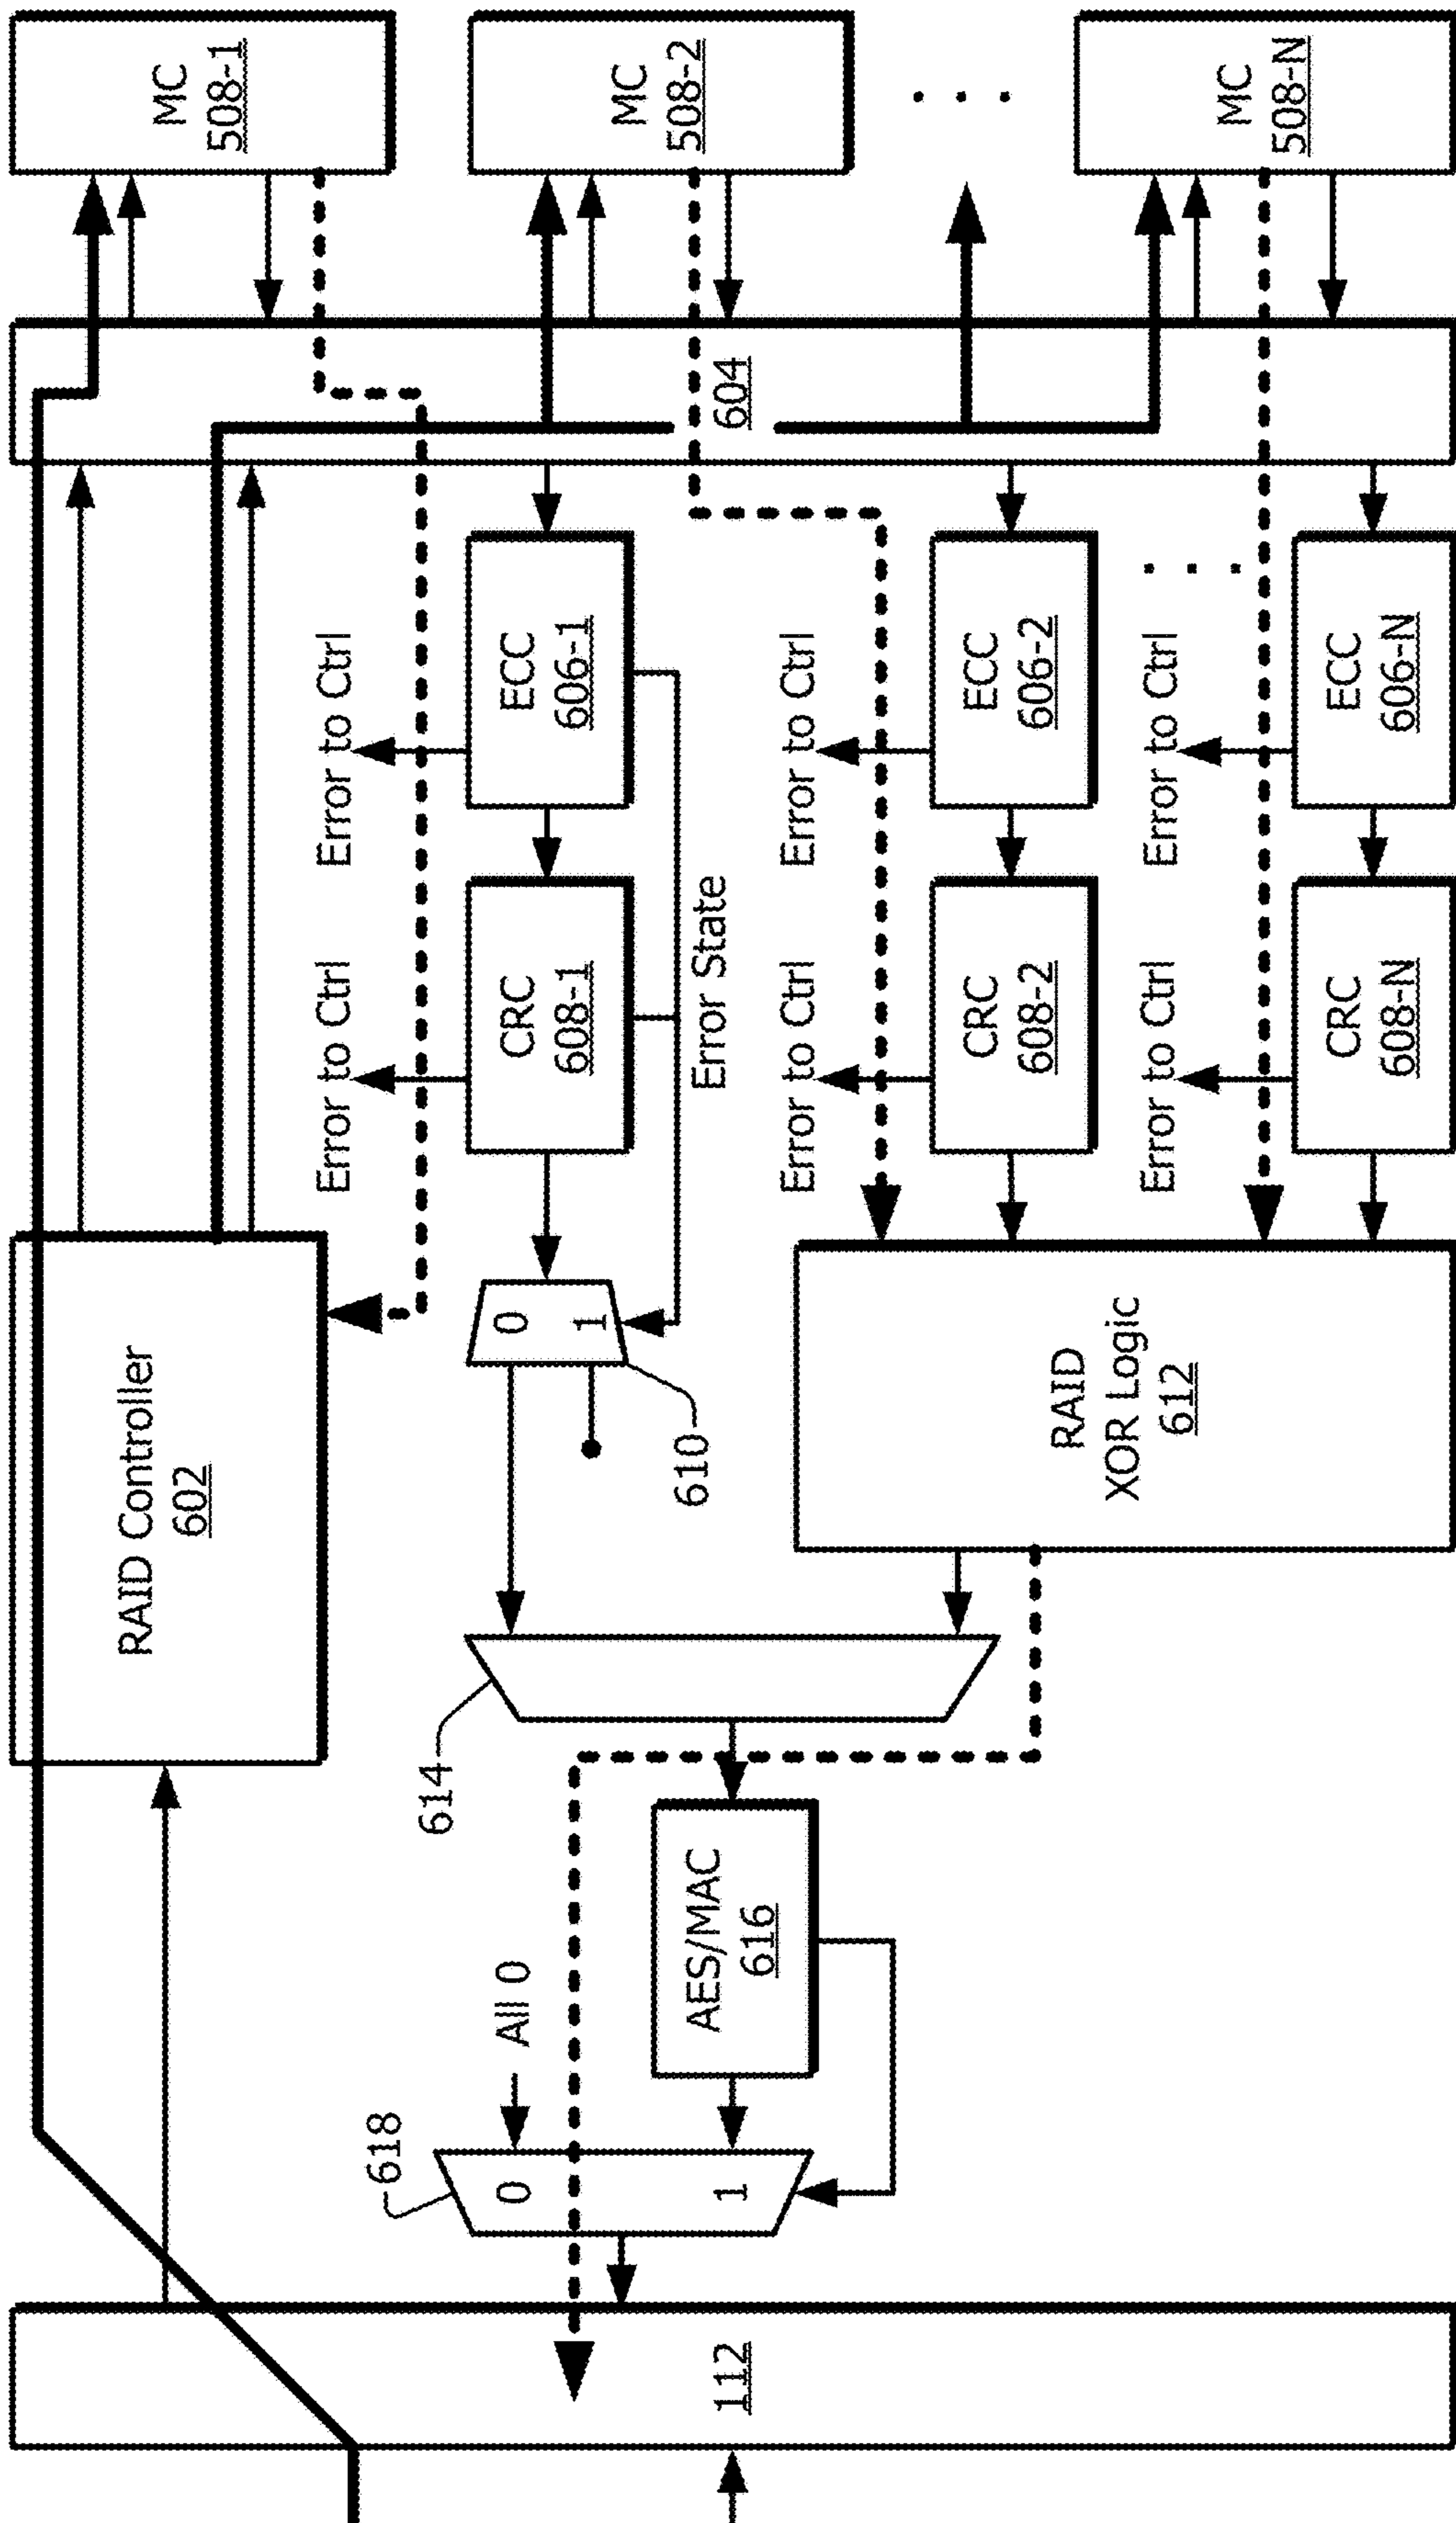 RAID Controller
602
MC
508-1
MC
508-2
. . .
MC
508-N
604
Error to Ctrl
Error to Ctrl
CRC
608-1
ECC
606-1
Error State
0
1
610
Error to Ctrl
Error to Ctrl
CRC
608-2
ECC
606-2
. . .
Error to Ctrl
Error to Ctrl
CRC
608-N
ECC
606-N
RAID
XOR Logic
612
614
AES/MAC
616
All 0
618
0
1
112